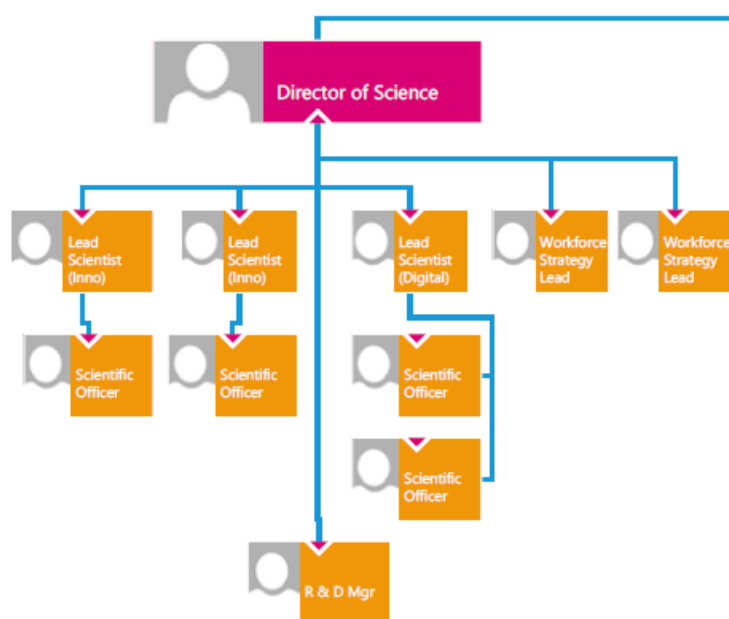 Director of Science
Lead
Scientist
(Inno)
Lead
Scientist
(Inno)
Lead
Scientist
(Digital)
Workforce
Strategy
Lead
Workforce
Strategy
Lead
Scientific
Officer
Scientific
Officer
Scientific
Officer
Scientific
Officer
R & D Mgr